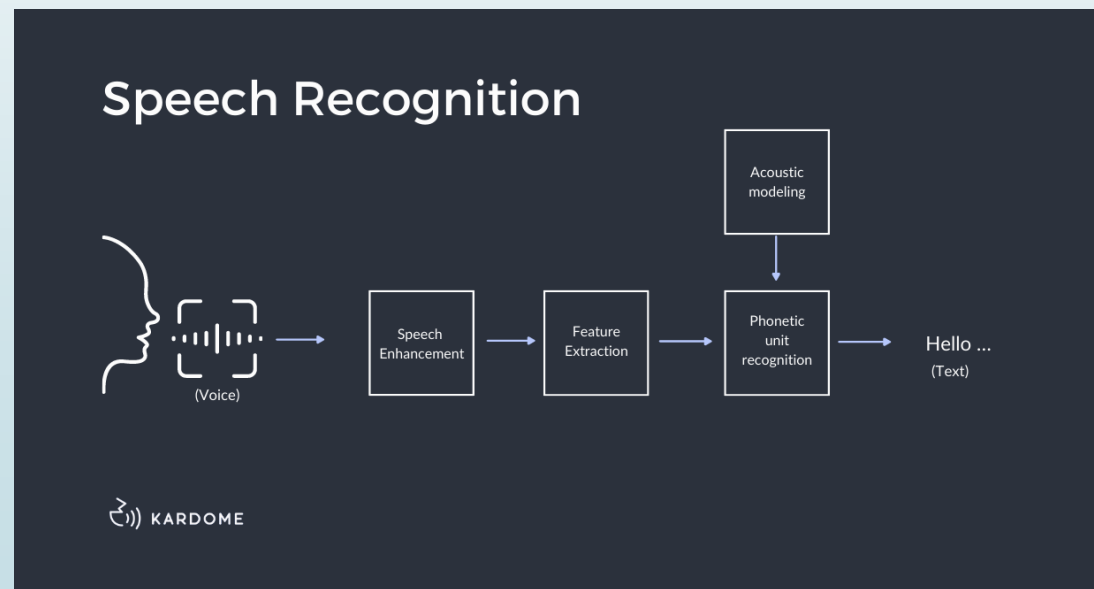 Speech Recognition
Acoustic
modeling
(Voice)
Speech
Enhancement
Feature
Extraction
Phonetic
unit
recognition
Hello ...
(Text)
KARDOME